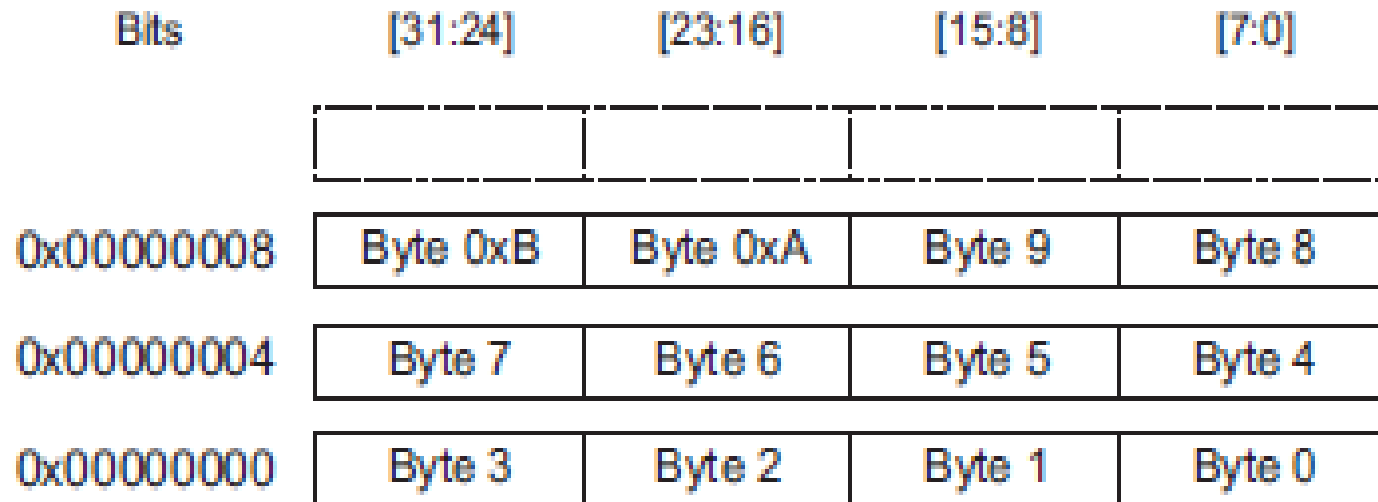 Bits [31:24] [23:16] [15:8] [7:0]
0x00000008 Byte 0xB Byte 0xA Byte 9 Byte 8
0x00000004 Byte 7 Byte 6 Byte 5 Byte 4
0x00000000 Byte 3 Byte 2 Byte 1 Byte 0